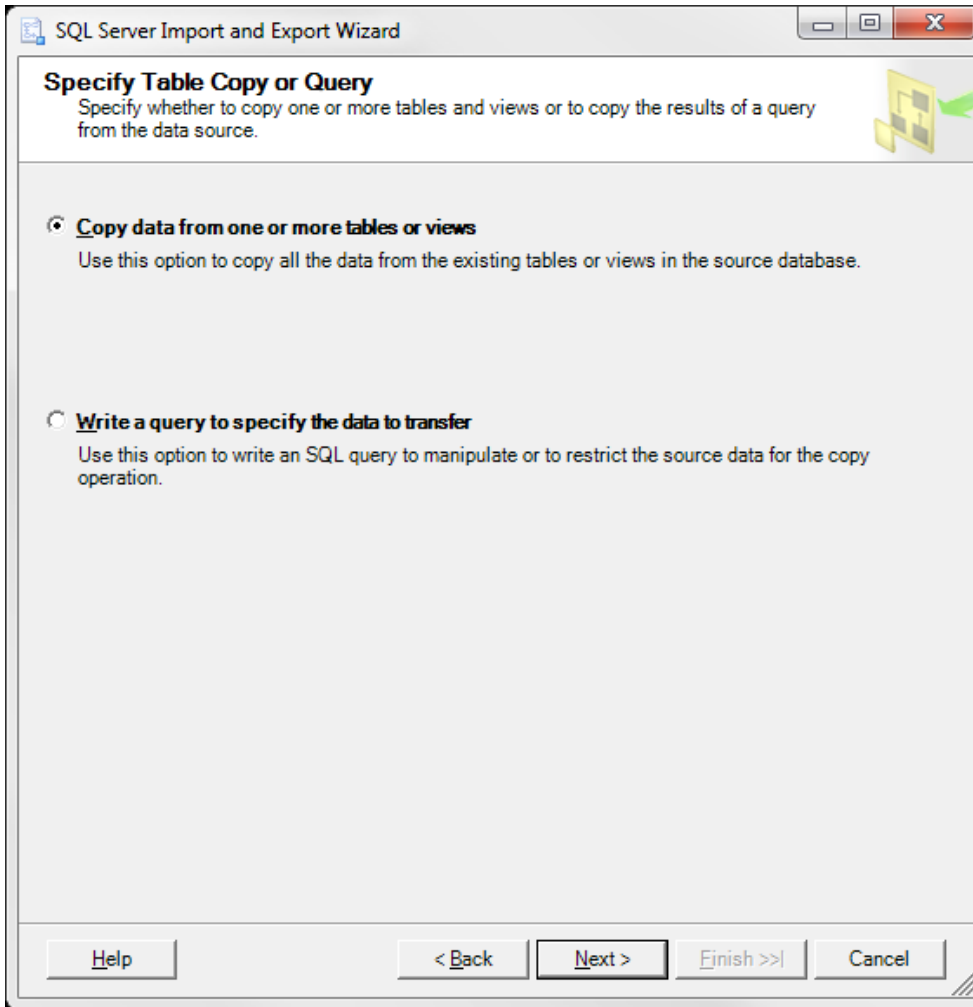 SQL Server Import and Export Wizard
Specify Table Copy or Query
Specify whether to copy one or more tables and views or to copy the results of a query
from the data source.
Copy data from one or more tables or views
Use this option to copy all the data from the existing tables or views in the source database.
Write a query to specify the data to transfer
Use this option to write an SQL query to manipulate or to restrict the source data for the copy
operation.
Help
< Back
Next >
Finish >>|
Cancel